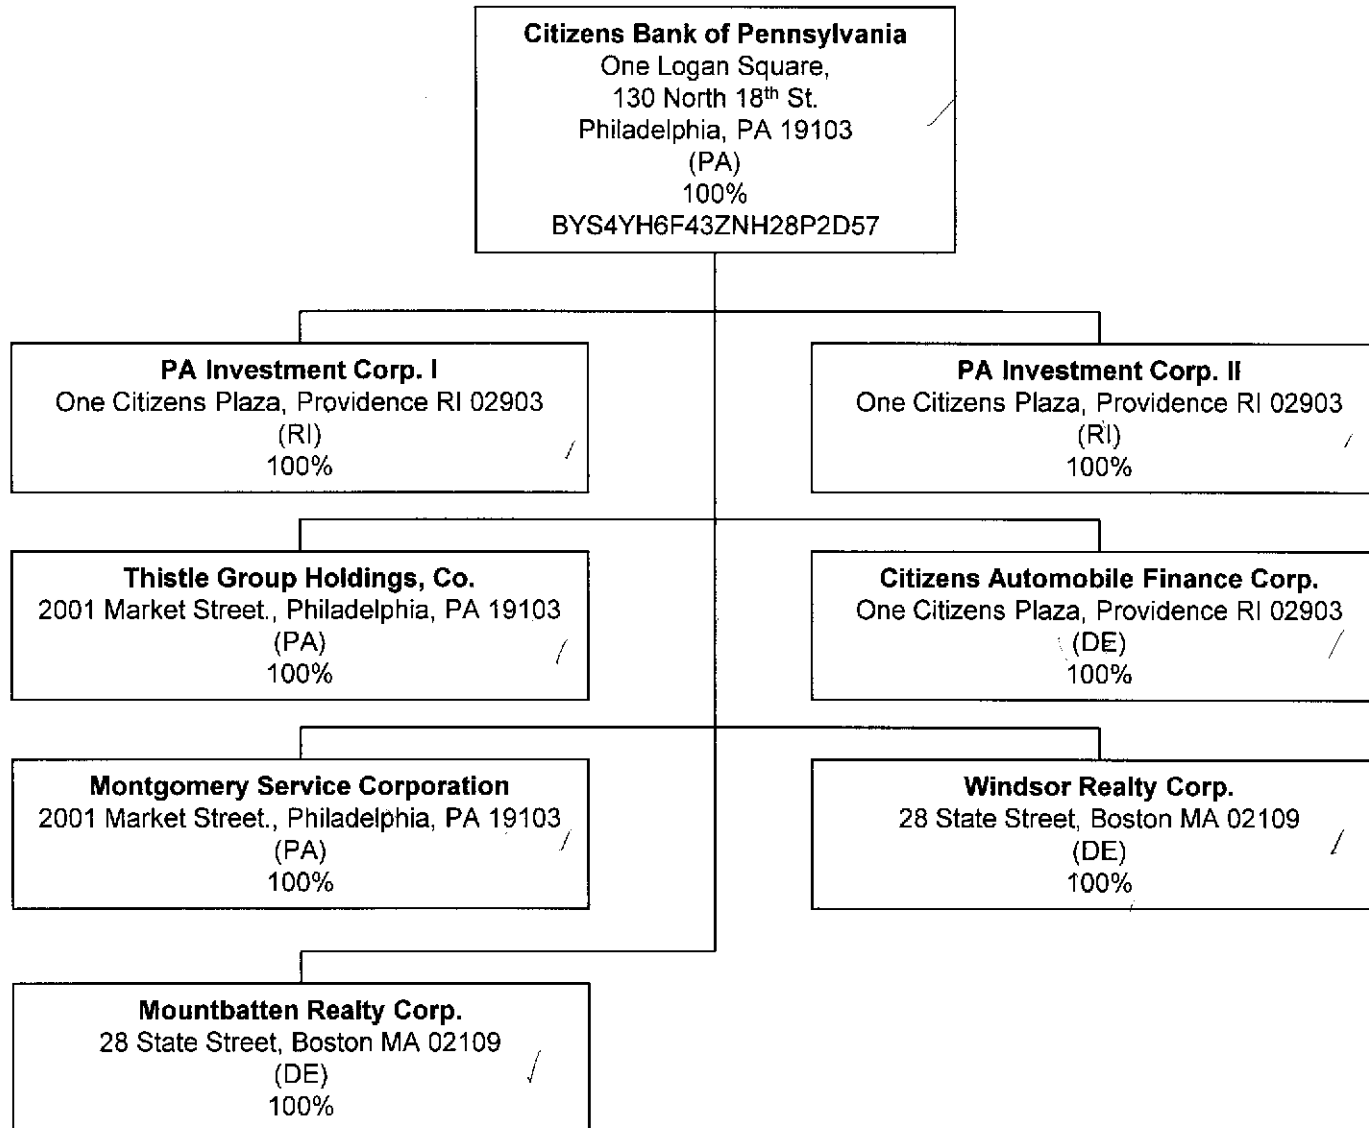 Citizens Bank of Pennsylvania
One Logan Square,
130 North 18th St.
Philadelphia, PA 19103
(PA)
100%
BYS4YH6F43ZNH28P2D57
PA Investment Corp. I
One Citizens Plaza, Providence RI 02903
(RI)
100%
PA Investment Corp. II
One Citizens Plaza, Providence RI 02903
(RI)
100%
Thistle Group Holdings, Co.
2001 Market Street., Philadelphia, PA 19103
(PA)
100%
Citizens Automobile Finance Corp.
One Citizens Plaza, Providence RI 02903
(DE)
100%
Montgomery Service Corporation
2001 Market Street., Philadelphia, PA 19103
(PA)
100%
Windsor Realty Corp.
28 State Street, Boston MA 02109
(DE)
100%
Mountbatten Realty Corp.
28 State Street, Boston MA 02109
(DE)
100%